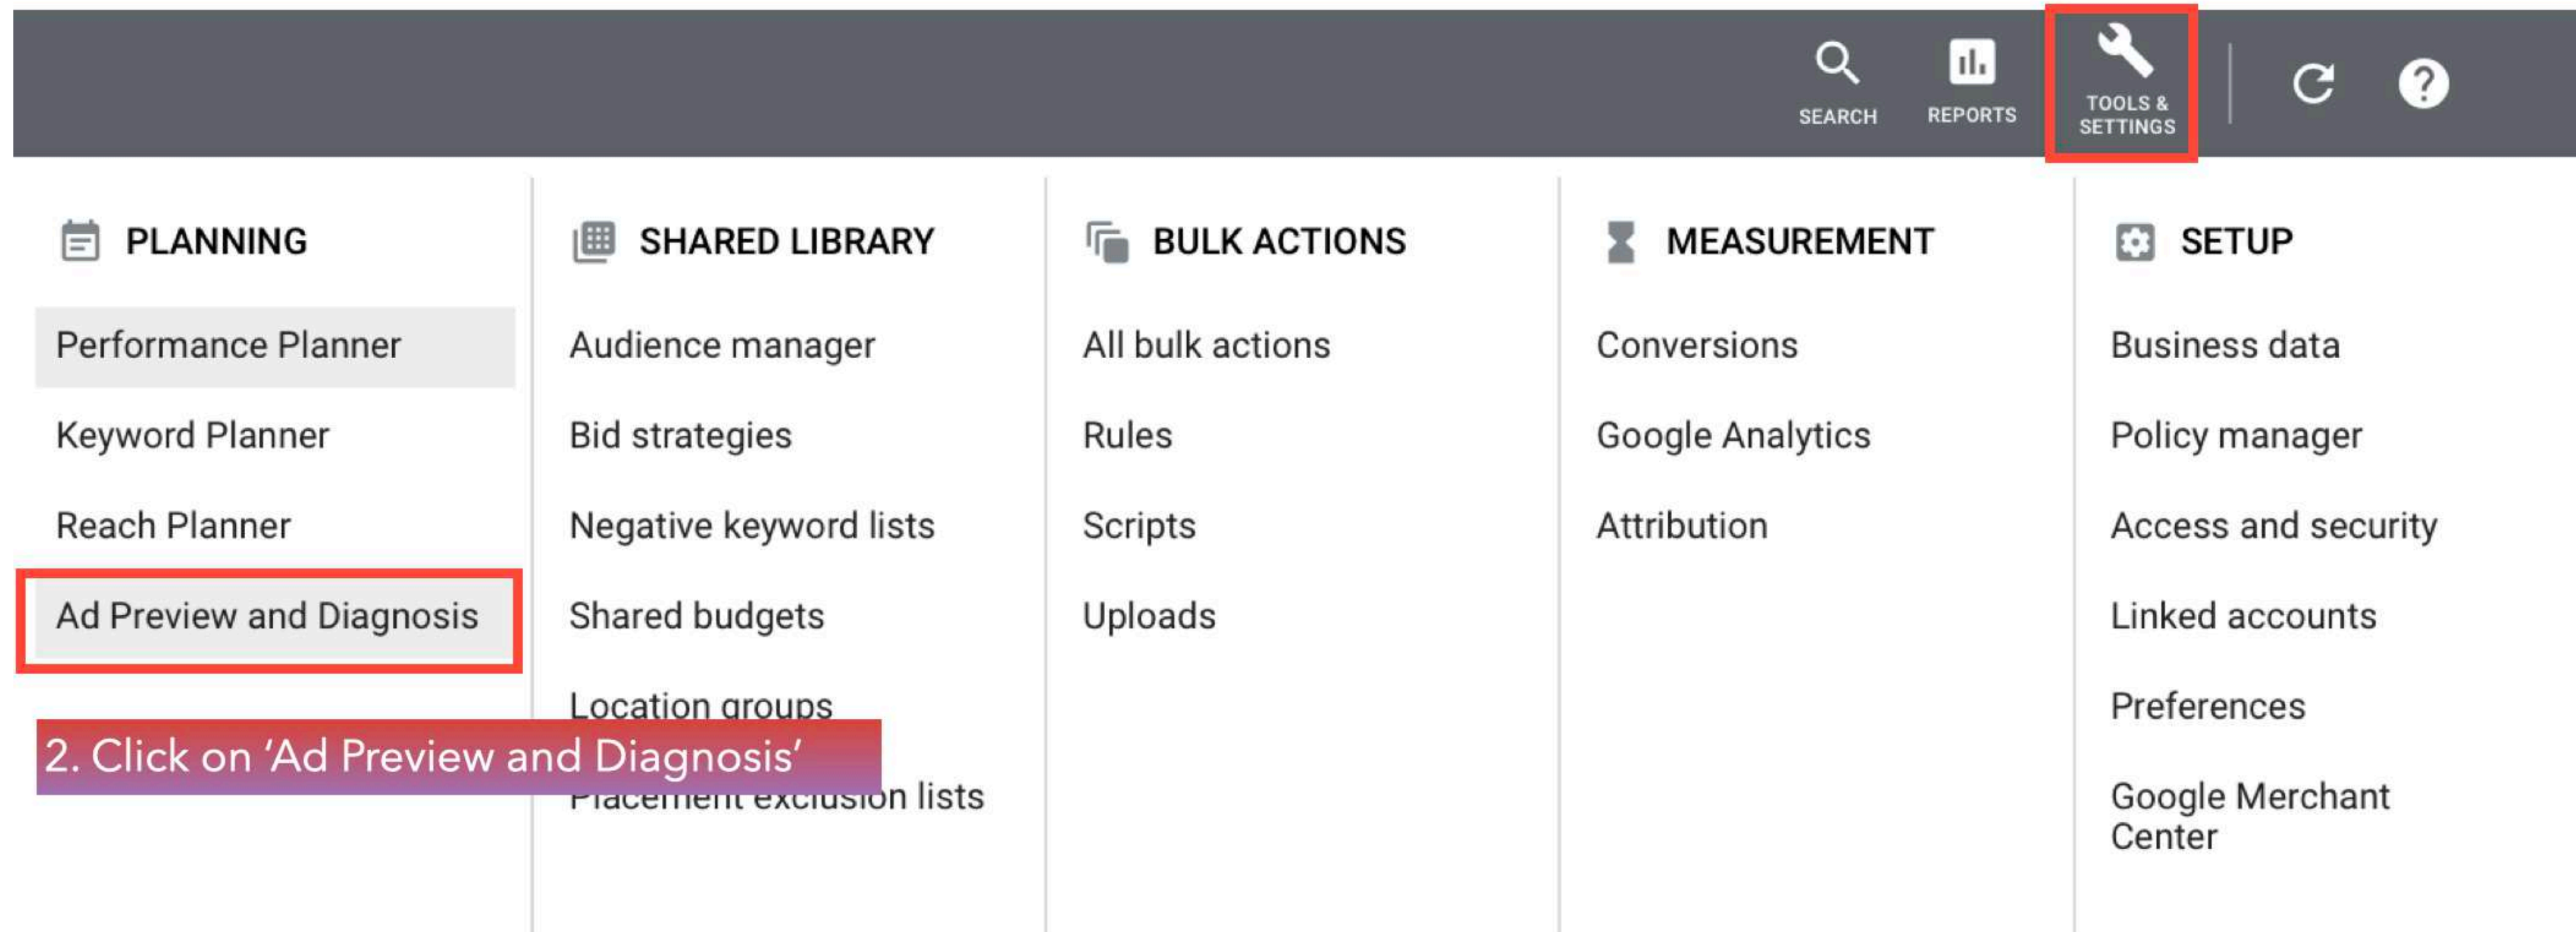 SEARCH
REPORTS
TOOLS &
SETTINGS
PLANNING
Performance Planner
Keyword Planner
Reach Planner
Ad Preview and Diagnosis
SHARED LIBRARY
Audience manager
Bid strategies
Negative keyword lists
Shared budgets
Location groups
Placement exclusion lists
BULK ACTIONS
All bulk actions
Rules
Scripts
Uploads
MEASUREMENT
Conversions
Google Analytics
Attribution
SETUP
Business data
Policy manager
Access and security
Linked accounts
Preferences
Google Merchant
Center
2. Click on ‘Ad Preview and Diagnosis’